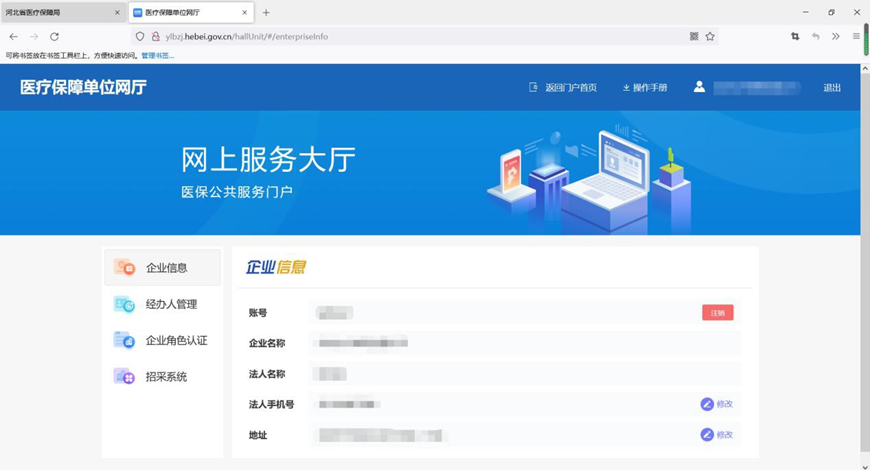 河北省医疗保障局
医疗保障单位网厅
ylbzj.hebei.gov.cn/hallUnit/#/enterpriseInfo
可将书签放在书签工具栏上，方便快速访问。管理书签...
医疗保障单位网厅 返回门户首页 操作手册 退出
网上服务大厅
医保公共服务门户
企业信息
经办人管理
企业角色认证
招采系统
企业信息
账号 注销
企业名称
法人名称
法人手机号 修改
地址 修改